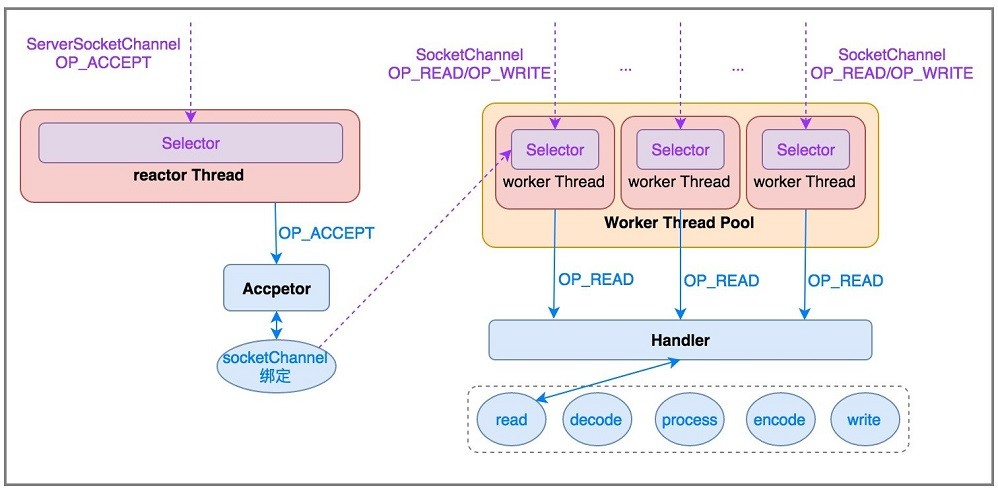 ServerSocketChannel
OP_ACCEPT
Selector
reactor Thread
OP_ACCEPT
Accpetor
socketChannel
绑定
SocketChannel
OP_READ/OP_WRITE
...
...
SocketChannel
OP_READ/OP_WRITE
Selector
worker Thread
Selector
worker Thread
Selector
worker Thread
Worker Thread Pool
OP_READ
OP_READ
OP_READ
Handler
read
decode
process
encode
write